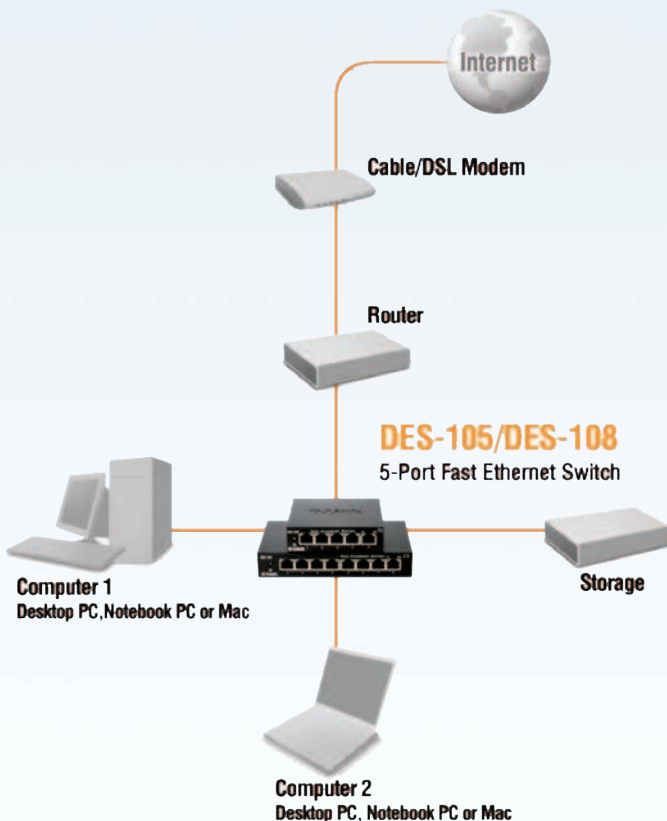 Internet
Cable/DSL Modem
Router
DES-105/DES-108
5-Port Fast Ethernet Switch
Computer 1
Desktop PC,Notebook PC or Mac
Storage
Computer 2
Desktop PC, Notebook PC or Mac